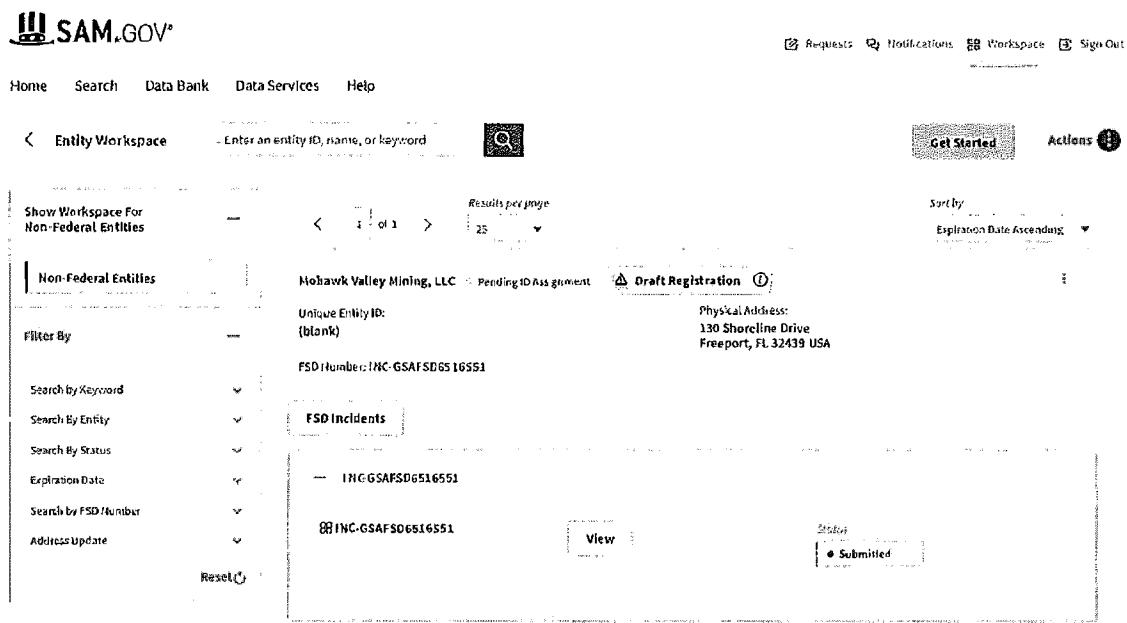 SAM.GOV®
Requests Notifications Workspace Sign Out
Home Search Data Bank Data Services Help
Entity Workspace Enter an entity ID, name, or keyword Get Started Actions
Show Workspace For
Non-Federal Entities
1 of 1
Results per page
25
Sort by
Expiration Date Ascending
Non-Federal Entities
Mohawk Valley Mining, LLC Pending ID Assignment Draft Registration
Unique Entity ID:
(blank)
Physical Address:
130 Shoreline Drive
Freeport, FL 32439 USA
FSD Number: INC-GSAFSD6516551
Filter By
Search by Keyword
Search By Entity
Search By Status
Expiration Date
Search by FSD Number
Address Update
Reset
FSD Incidents
INC-GSAFSD6516551
INC-GSAFSD6516551 View
Status
Submitted